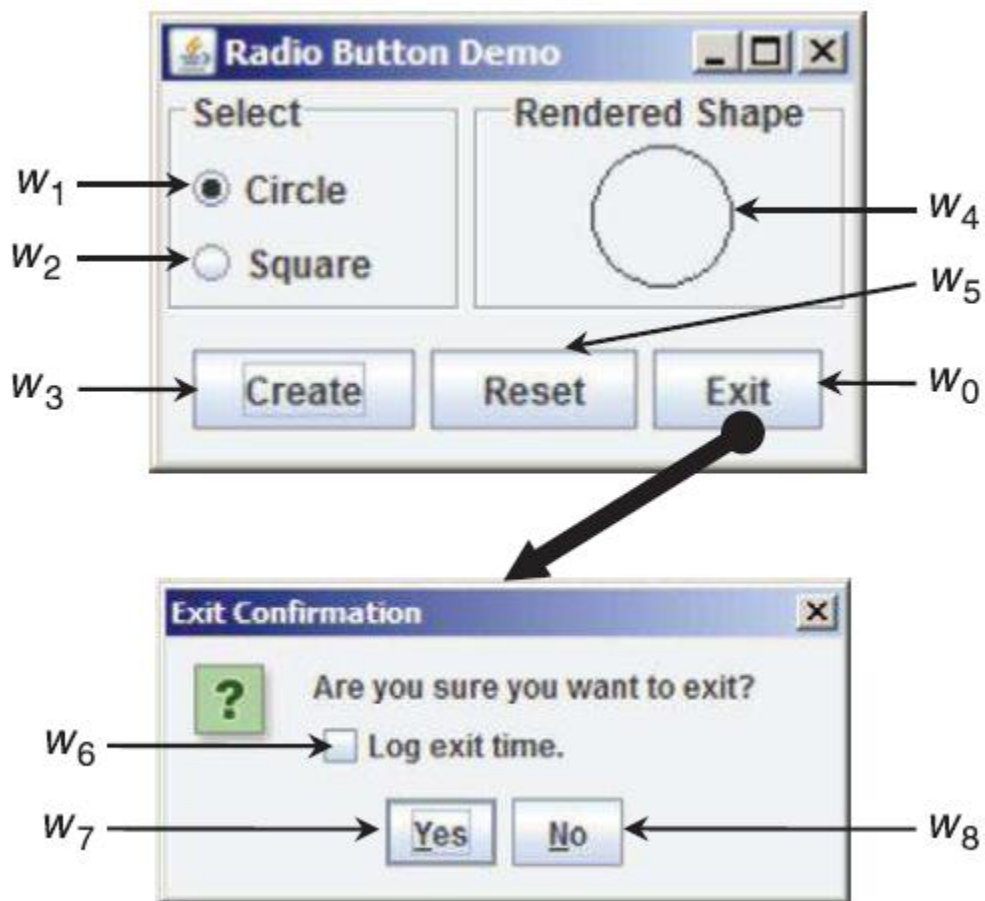 Radio Button Demo
Select
Rendered Shape
w1
Circle
w4
w2
Square
w5
w3
Create
Reset
Exit
w0
Exit Confirmation
?
Are you sure you want to exit?
w6
Log exit time.
w7
Yes
No
w8